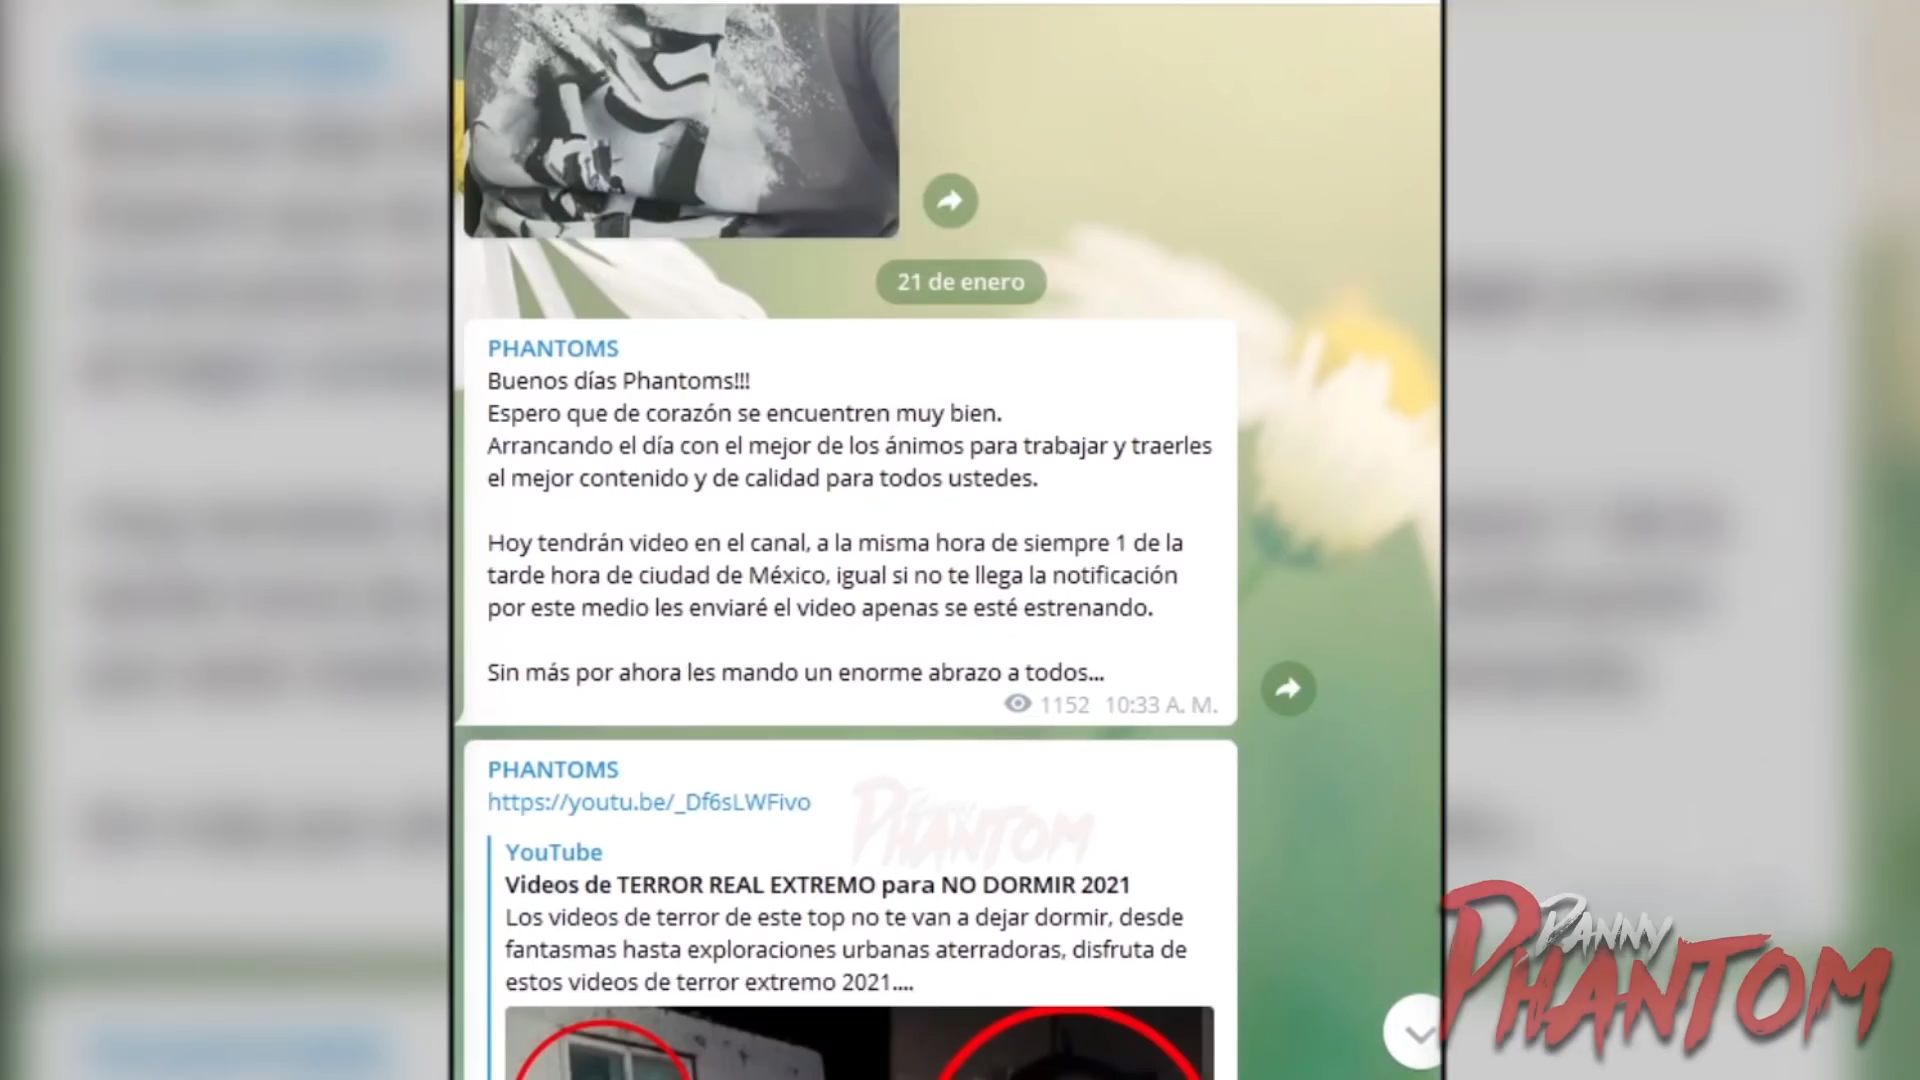 21 de enero
PHANTOMS
Buenos días Phantoms!!!
Espero que de corazón se encuentren muy bien.
Arrancando el día con el mejor de los ánimos para trabajar y traerles
el mejor contenido y de calidad para todos ustedes.
Hoy tendrán video en el canal, a la misma hora de siempre 1 de la
tarde hora de ciudad de México, igual si no te llega la notificación
por este medio les enviaré el video apenas se esté estrenando.
Sin más por ahora les mando un enorme abrazo a todos...
1152 10:33 A. M.
PHANTOMS
https://youtu.be/_Df6sLWFivo
DANNY
PHANTOM
YouTube
Videos de TERROR REAL EXTREMO para NO DORMIR 2021
Los videos de terror de este top no te van a dejar dormir, desde
fantasmas hasta exploraciones urbanas aterradoras, disfruta de
estos videos de terror extremo 2021....
DANNY
PHANTOM